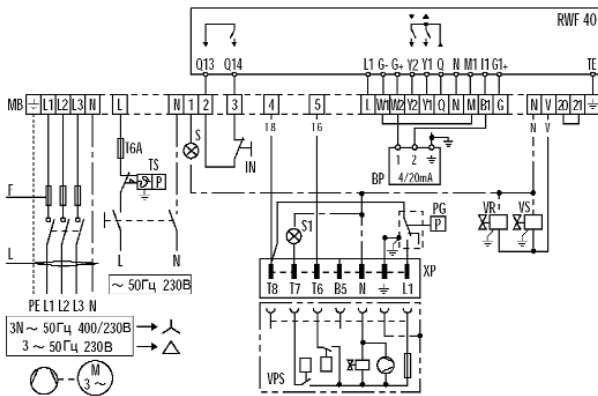 RWF 40
Q13 Q14 L1 G- G+ Y2 Y1 Q N M1 I1 G1+ TE
MB L1 L2 L3 N L N 1 2 3 4 5 L W1 W2 Y2 Y1 Q N M B1 G N V 20 21
T8 T6 N V
T6A S
TS IN
P 1 2
F BP 4/20mA
PG
P VR VS
S1
L L N XP
~ 50Гц 230В T8 T7 T6 B5 N L1
PE L1 L2 L3 N
3N ~ 50Гц 400/230В
3 ~ 50Гц 230В
VPS
M
3 ~